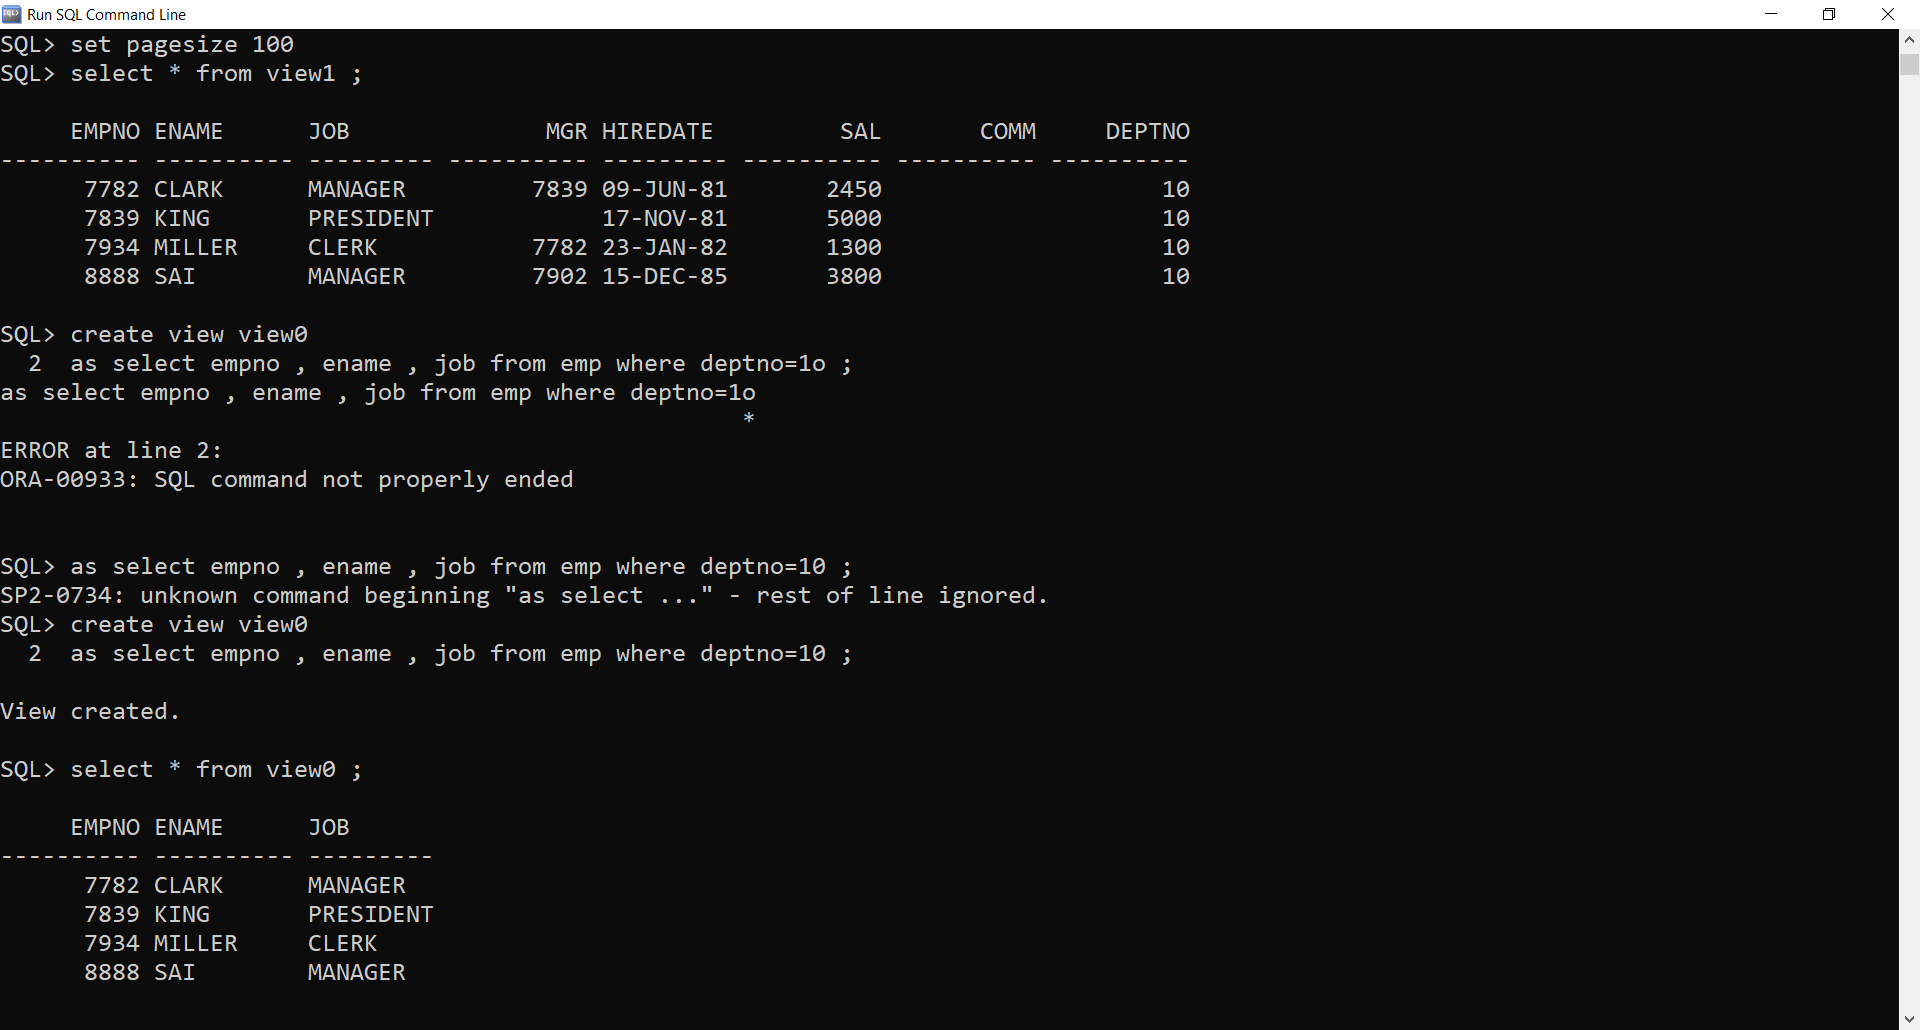 Run SQL Command Line
SQL> set pagesize 100
SQL> select * from view1 ;
     EMPNO ENAME      JOB              MGR HIREDATE         SAL       COMM     DEPTNO
---------- ---------- --------- ---------- --------- ---------- ---------- ----------
      7782 CLARK      MANAGER         7839 09-JUN-81       2450                    10
      7839 KING       PRESIDENT            17-NOV-81       5000                    10
      7934 MILLER     CLERK           7782 23-JAN-82       1300                    10
      8888 SAI        MANAGER         7902 15-DEC-85       3800                    10
SQL> create view view0
  2  as select empno , ename , job from emp where deptno=1o ;
as select empno , ename , job from emp where deptno=1o
                                                     *
ERROR at line 2:
ORA-00933: SQL command not properly ended
SQL> as select empno , ename , job from emp where deptno=10 ;
SP2-0734: unknown command beginning "as select ..." - rest of line ignored.
SQL> create view view0
  2  as select empno , ename , job from emp where deptno=10 ;
View created.
SQL> select * from view0 ;
     EMPNO ENAME      JOB
---------- ---------- ---------
      7782 CLARK      MANAGER
      7839 KING       PRESIDENT
      7934 MILLER     CLERK
      8888 SAI        MANAGER